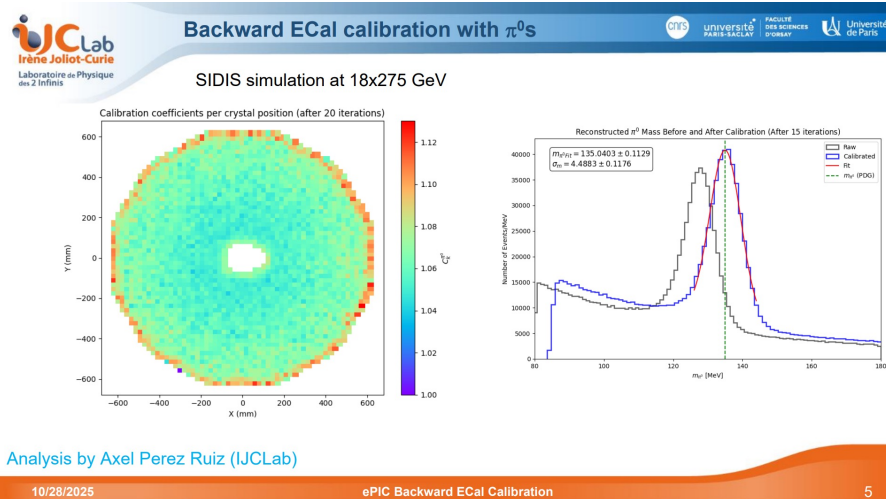 IJCLab
Irène Joliot-Curie
Laboratoire de Physique
des 2 Infinis
Backward ECal calibration with π⁰s
cnrs
université
PARIS-SACLAY
FACULTÉ
DES SCIENCES
D'ORSAY
Université
de Paris
SIDIS simulation at 18x275 GeV
Calibration coefficients per crystal position (after 20 iterations)
Y (mm)
600
400
200
0
−200
−400
−600
−600 −400 −200 0 200 400 600
X (mm)
1.12
1.10
1.08
1.06
1.04
1.02
1.00
Reconstructed π⁰ Mass Before and After Calibration (After 15 iterations)
m_π⁰Fit = 135.0403 ± 0.1129
σ_m = 4.4883 ± 0.1176
Raw
Calibrated
Fit
m_π⁰ (PDG)
Number of Events/MeV
40000
35000
30000
25000
20000
15000
10000
5000
0
80 100 120 140 160 180
m_π⁰ [MeV]
Analysis by Axel Perez Ruiz (IJCLab)
10/28/2025
ePIC Backward ECal Calibration
5